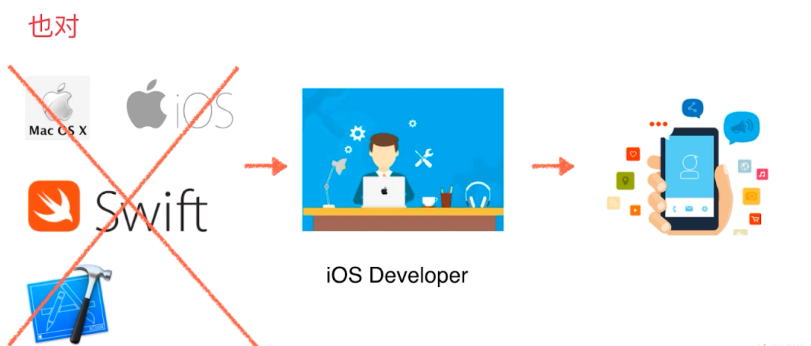 也对
Mac OS X
iOS
Swift
iOS Developer